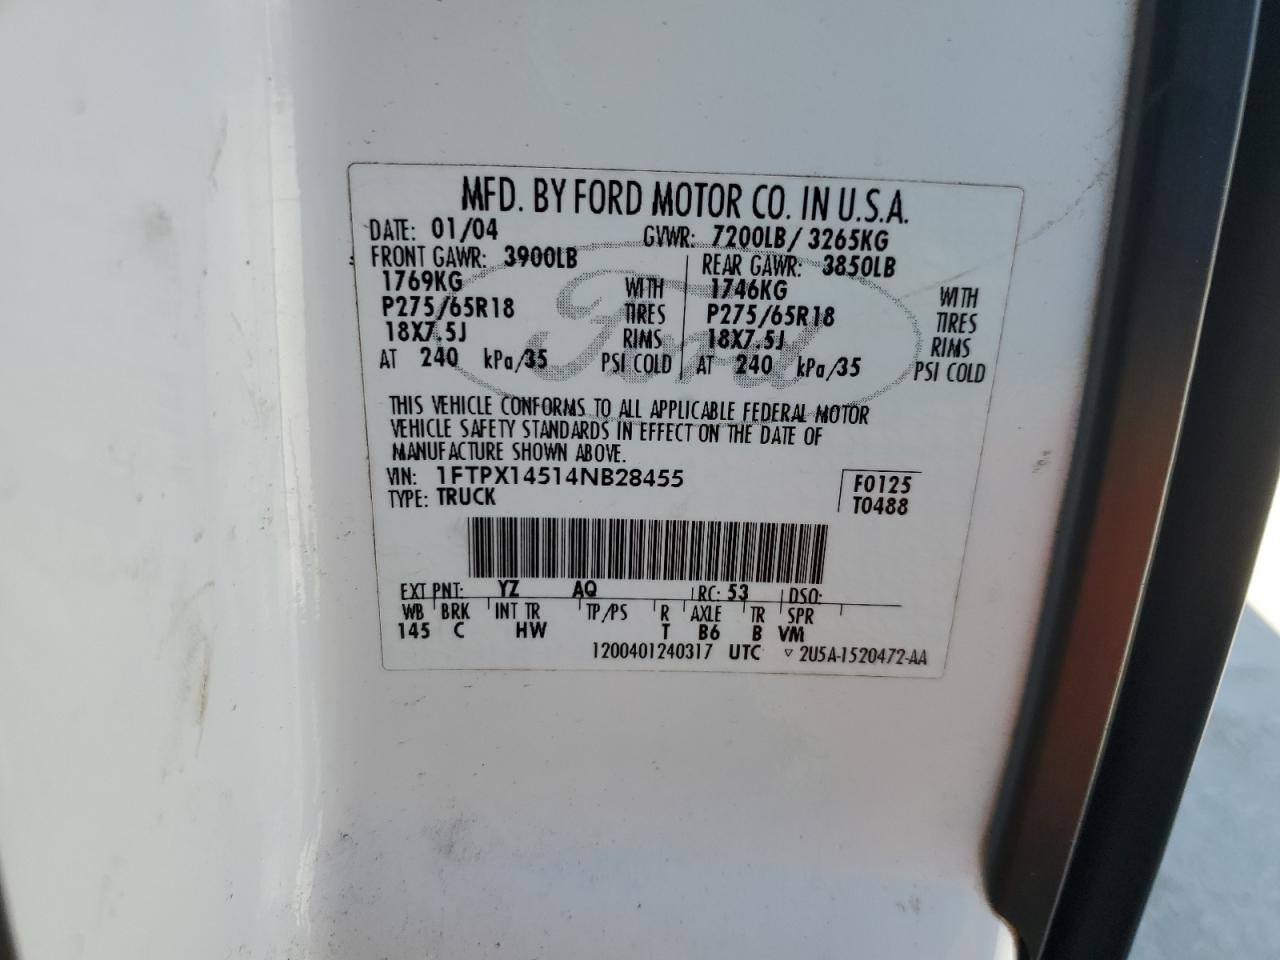 MFD. BY FORD MOTOR CO. IN U.S.A.
DATE: 01/04 GVWR: 7200LB/ 3265KG
FRONT GAWR: 3900LB REAR GAWR: 3850LB
1769KG WITH 1746KG WITH
P275/65R18 TIRES P275/65R18 TIRES
18X7.5J RIMS 18X7.5J RIMS
AT 240 kPa/35 PSI COLD AT 240 kPa/35 PSI COLD
Ford
THIS VEHICLE CONFORMS TO ALL APPLICABLE FEDERAL MOTOR
VEHICLE SAFETY STANDARDS IN EFFECT ON THE DATE OF
MANUFACTURE SHOWN ABOVE.
VIN: 1FTPX14514NB28455 F0125
TYPE: TRUCK T0488
EXT PNT: YZ AQ RC: 53 DSO:
WB BRK INT TR TP/PS R AXLE TR SPR
145 C HW T B6 B VM
1200401240317 UTC ▽ 2U5A-1520472-AA